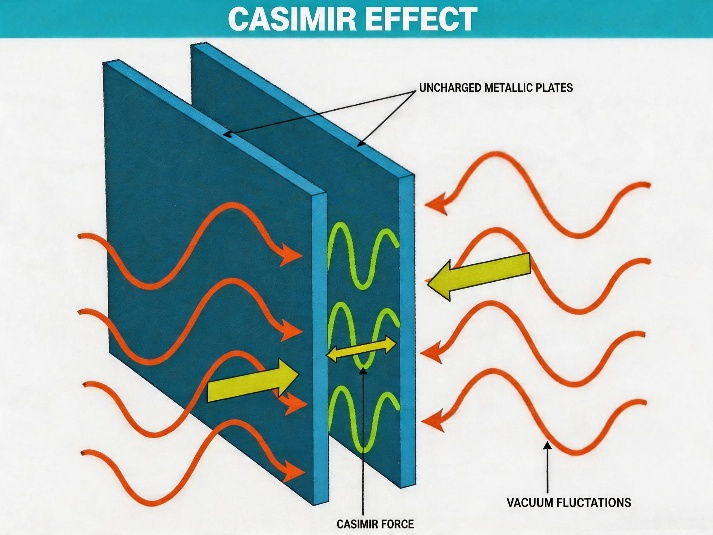 CASIMIR EFFECT
UNCHARGED METALLIC PLATES
VACUUM FLUCTATIONS
CASIMIR FORCE